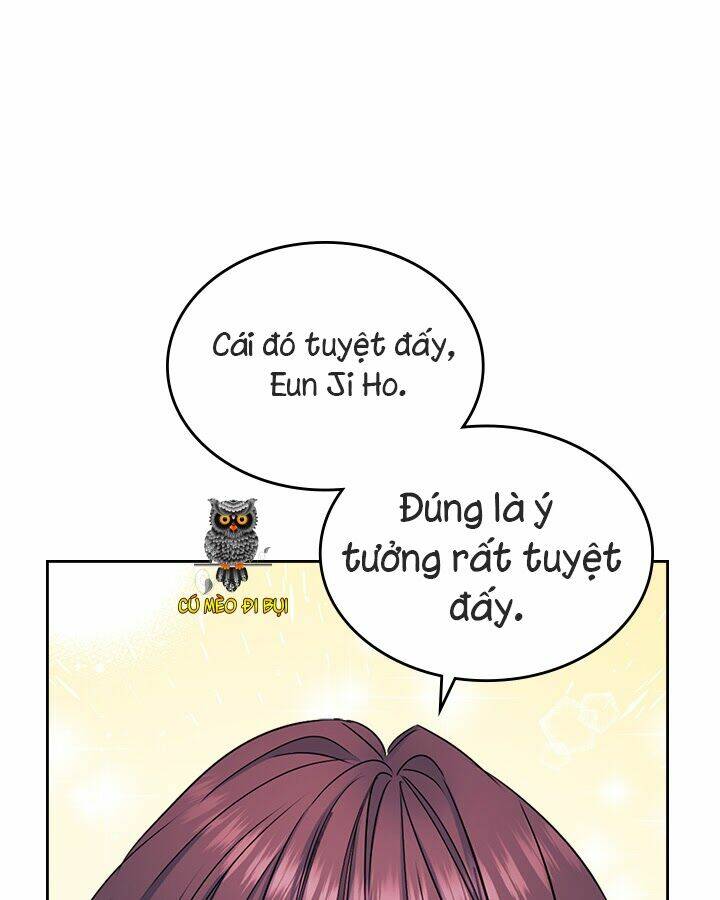 Cái đó tuyệt đấy,
Eun Ji Ho.
Đúng là ý
tưởng rất tuyệt
đấy.
CÚ MÈO ĐI BỤI